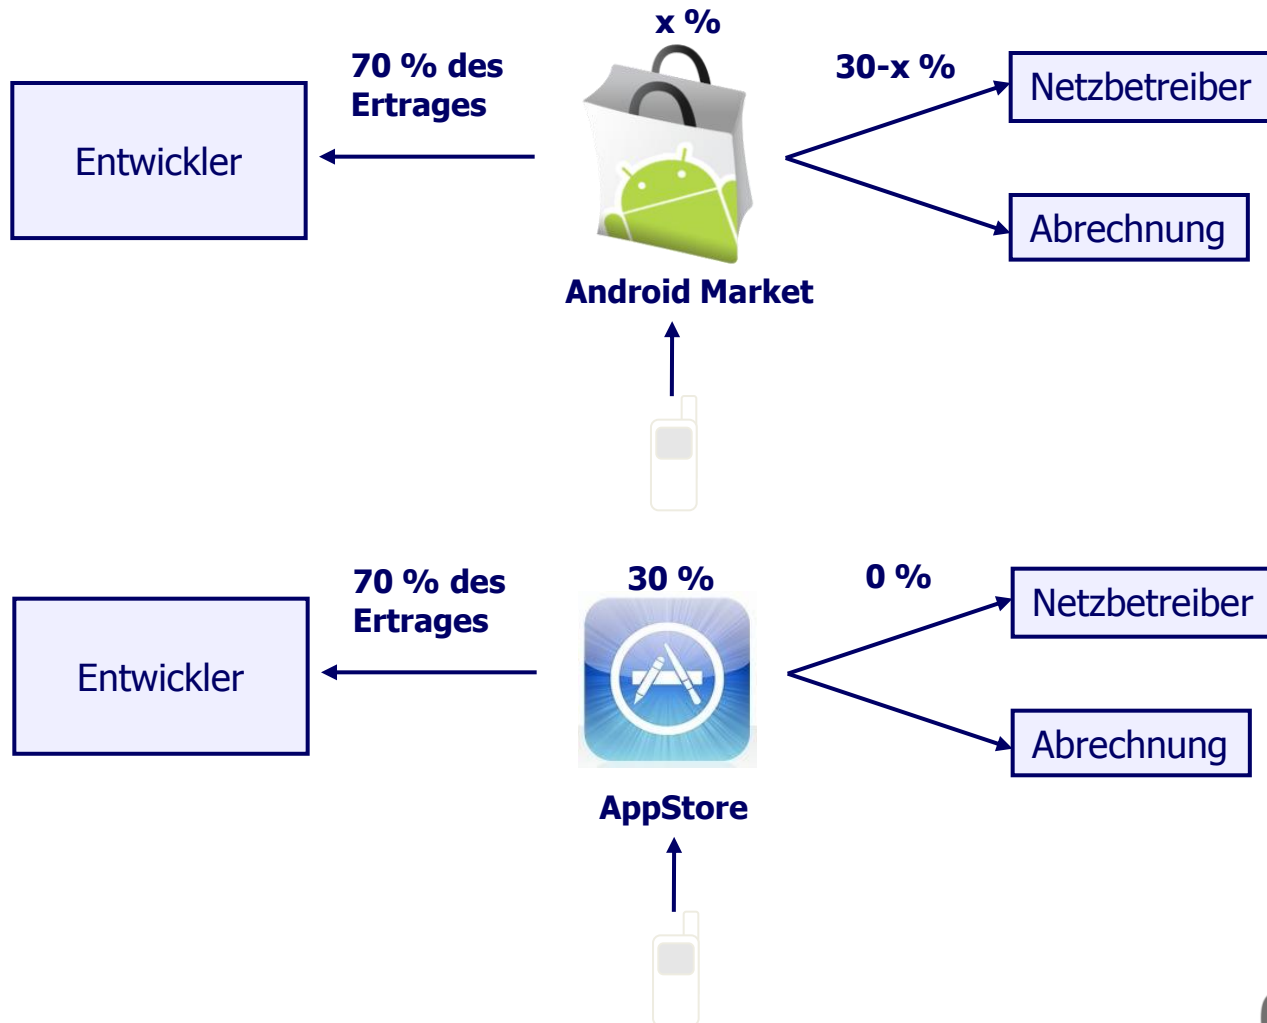 x %
70 % des
Ertrages
30-x %
Netzbetreiber
Entwickler
Abrechnung
Android Market
70 % des
Ertrages
30 %
0 %
Netzbetreiber
Entwickler
Abrechnung
AppStore